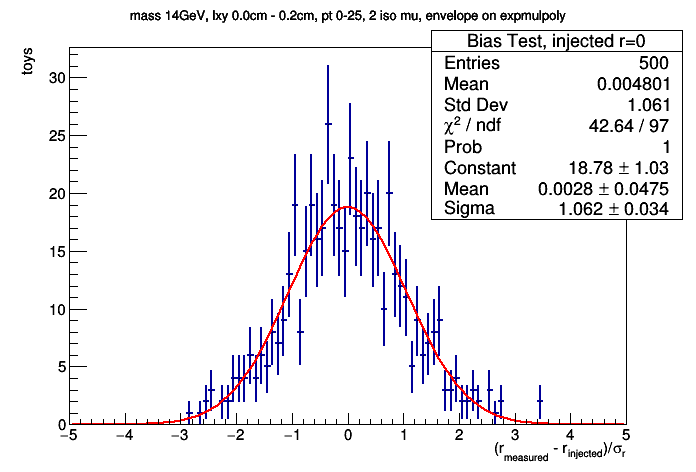 mass 14GeV, lxy 0.0cm - 0.2cm, pt 0-25, 2 iso mu, envelope on expmulpoly
Bias Test, injected r=0
Entries 500
Mean 0.004801
Std Dev 1.061
χ² / ndf 42.64 / 97
Prob 1
Constant 18.78 ± 1.03
Mean 0.0028 ± 0.0475
Sigma 1.062 ± 0.034
toys
30
25
20
15
10
5
0
−5 −4 −3 −2 −1 0 1 2 3 4 5
(r_measured - r_injected)/σ_r